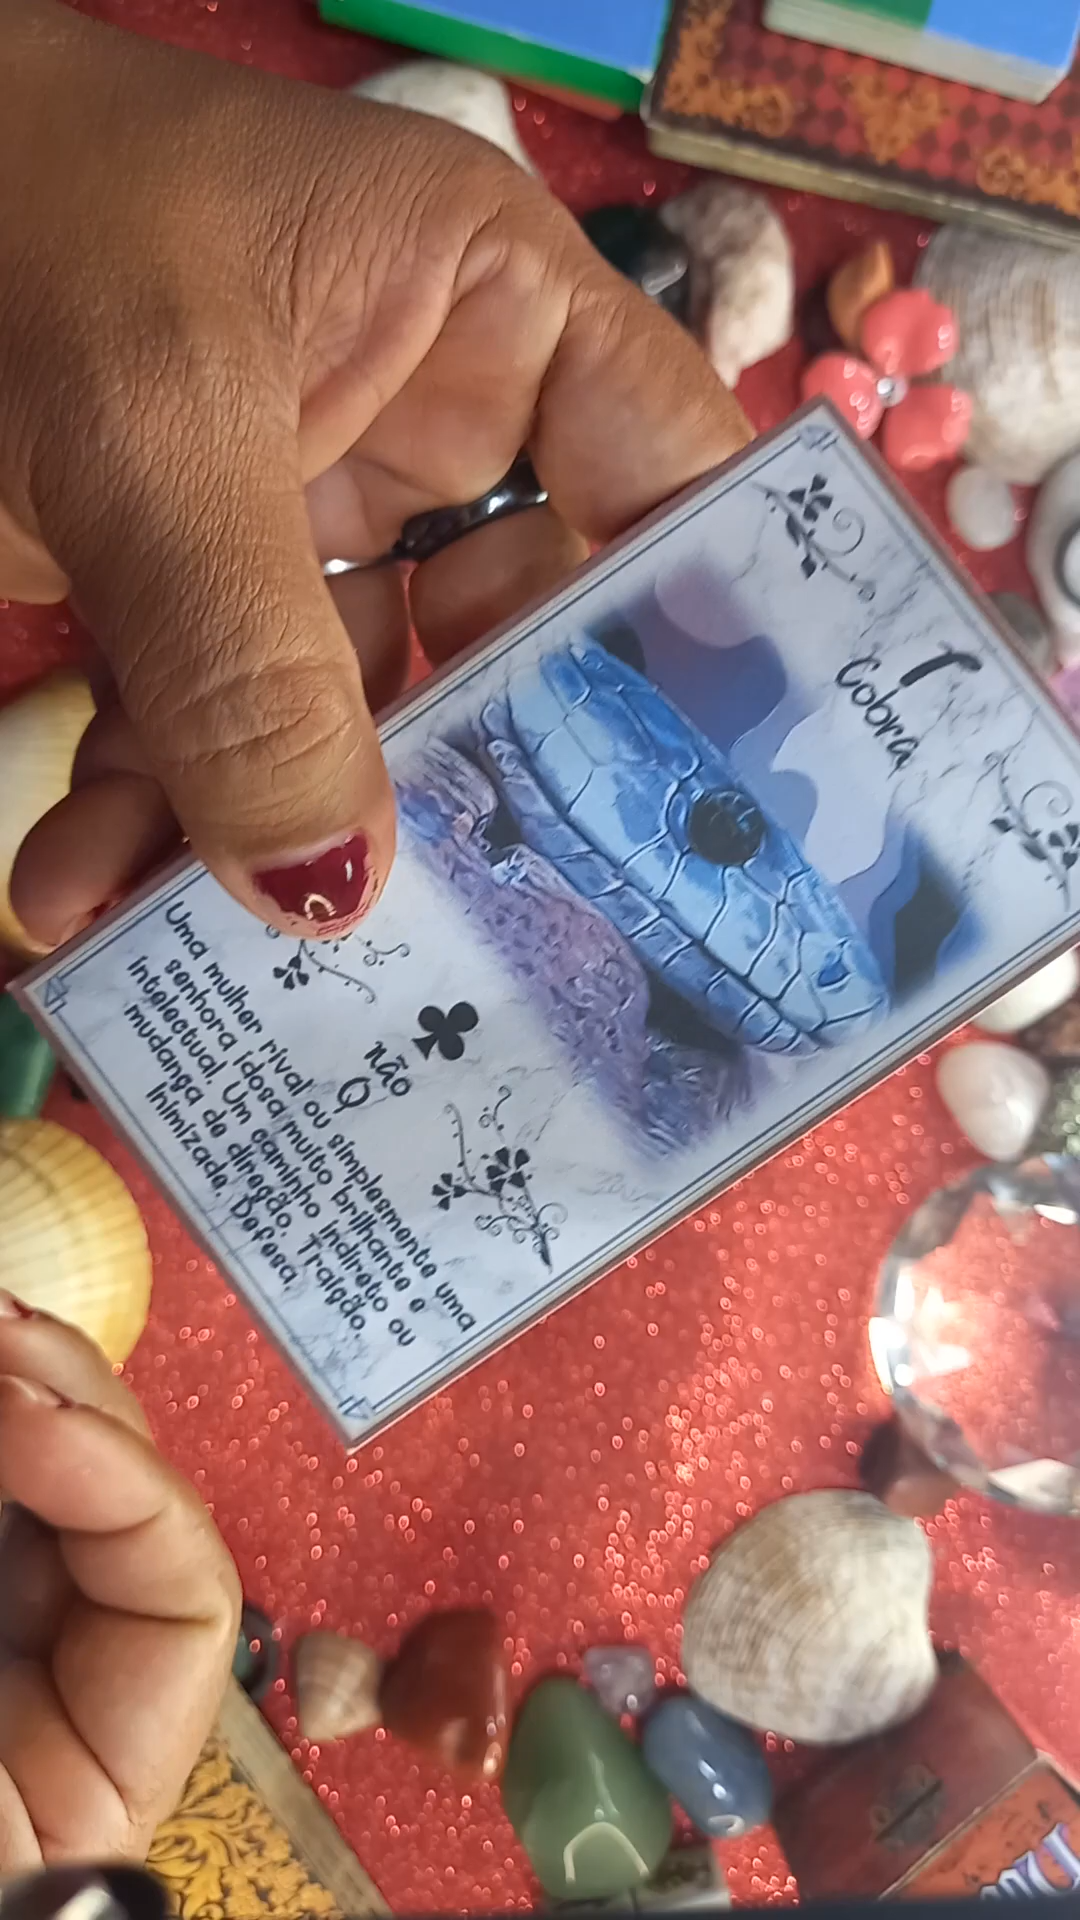 7
Cobra
♣
não
Q
Uma mulher rival ou simplesmente uma
senhora idosa muito brilhante e
intelectual. Um caminho indireto ou
mudança de direção. Traição.
Inimizade. Defesa.